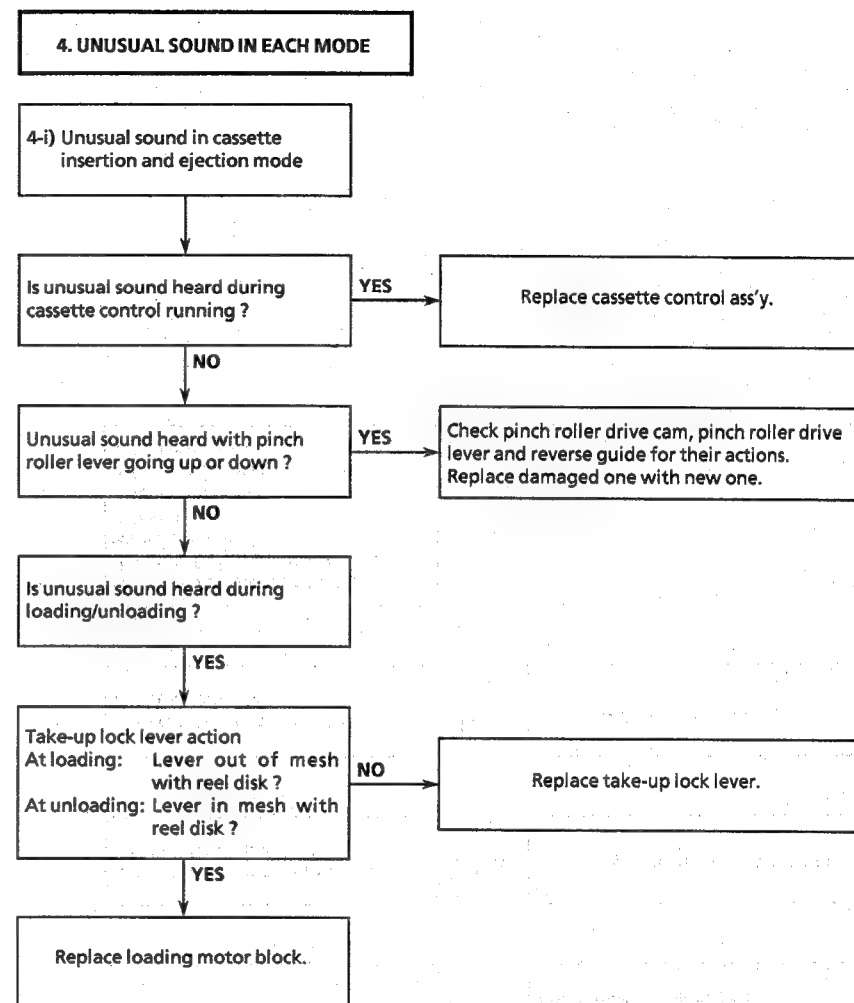 4. UNUSUAL SOUND IN EACH MODE
4-i) Unusual sound in cassette
insertion and ejection mode
Is unusual sound heard during
cassette control running ?
YES
Replace cassette control ass'y.
NO
Unusual sound heard with pinch
roller lever going up or down ?
YES
Check pinch roller drive cam, pinch roller drive
lever and reverse guide for their actions.
Replace damaged one with new one.
NO
Is unusual sound heard during
loading/unloading ?
YES
Take-up lock lever action
At loading: Lever out of mesh
with reel disk ?
At unloading: Lever in mesh with
reel disk ?
NO
Replace take-up lock lever.
YES
Replace loading motor block.